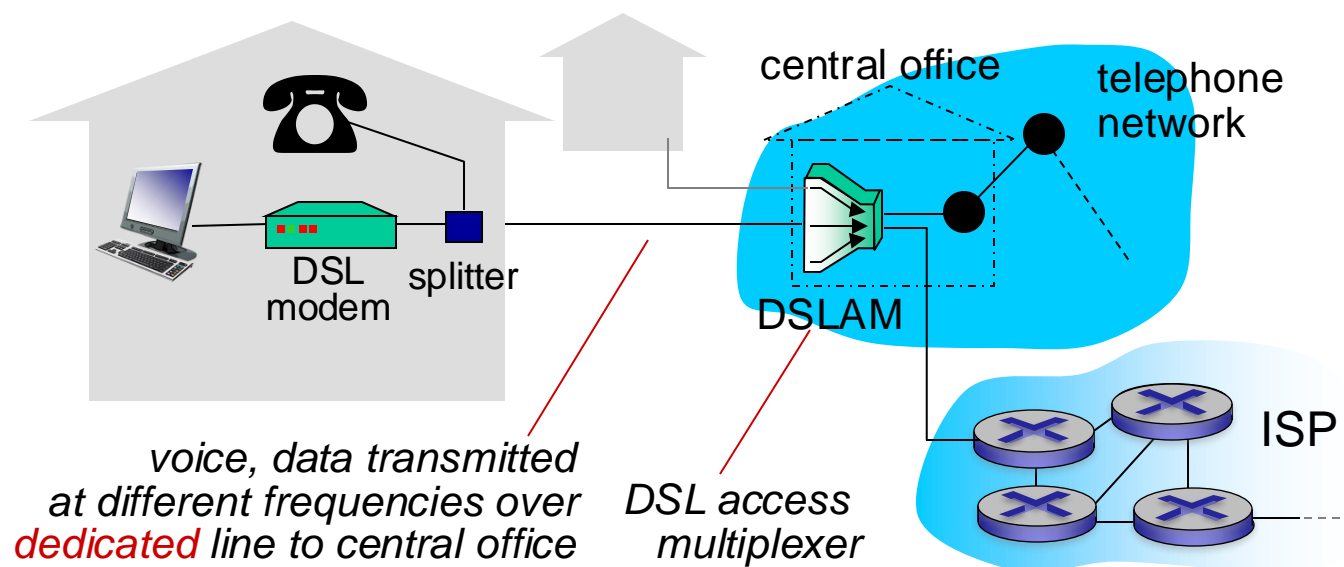 central office
telephone
network
DSL
modem
splitter
DSLAM
ISP
voice, data transmitted
at different frequencies over
dedicated line to central office
DSL access
multiplexer